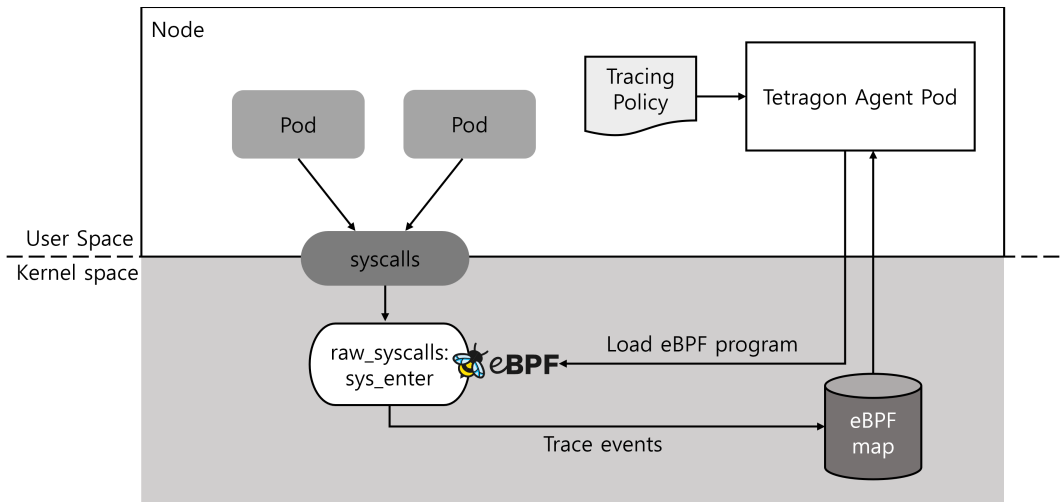 Node
Tracing
Policy
Tetragon Agent Pod
Pod
Pod
User Space
syscalls
Kernel space
raw_syscalls:
sys_enter
eBPF
Load eBPF program
eBPF
map
Trace events